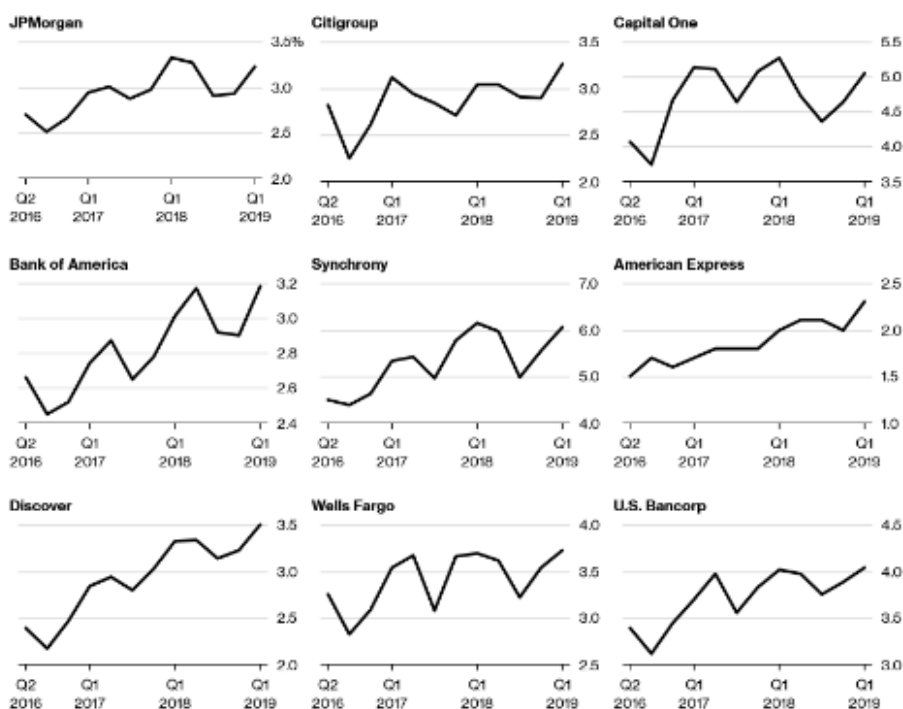 JPMorgan
3.5%
3.0
2.5
2.0
Q2 Q1 Q1 Q1
2016 2017 2018 2019
Citigroup
3.5
3.0
2.5
2.0
Q2 Q1 Q1 Q1
2016 2017 2018 2019
Capital One
5.5
5.0
4.5
4.0
3.5
Q2 Q1 Q1 Q1
2016 2017 2018 2019
Bank of America
3.2
3.0
2.8
2.6
2.4
Q2 Q1 Q1 Q1
2016 2017 2018 2019
Synchrony
7.0
6.0
5.0
4.0
Q2 Q1 Q1 Q1
2016 2017 2018 2019
American Express
2.5
2.0
1.5
1.0
Q2 Q1 Q1 Q1
2016 2017 2018 2019
Discover
3.5
3.0
2.5
2.0
Q2 Q1 Q1 Q1
2016 2017 2018 2019
Wells Fargo
4.0
3.5
3.0
2.5
Q2 Q1 Q1 Q1
2016 2017 2018 2019
U.S. Bancorp
4.5
4.0
3.5
3.0
Q2 Q1 Q1 Q1
2016 2017 2018 2019